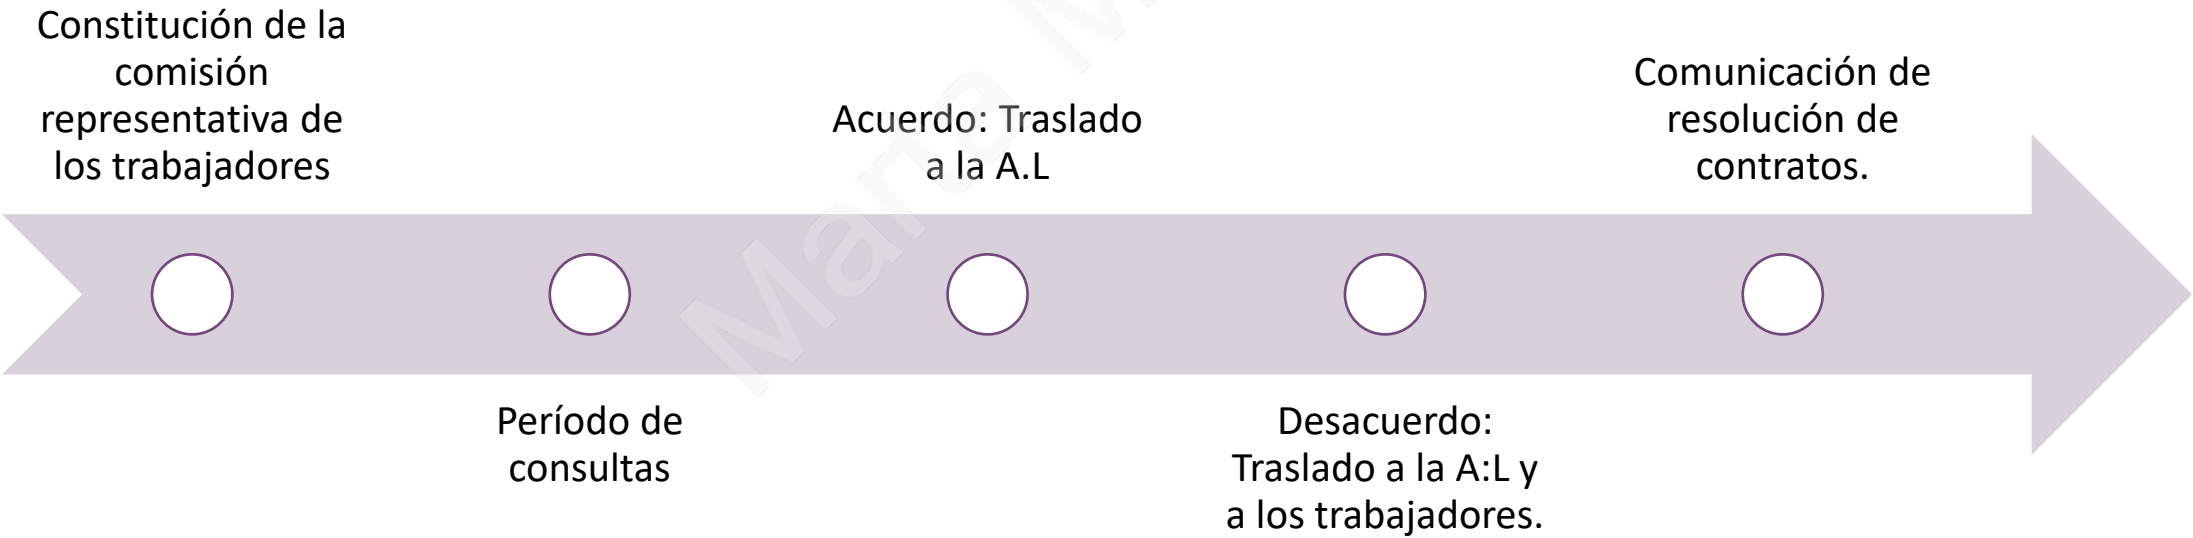 Constitución de la
comisión
representativa de
los trabajadores
Período de
consultas
Acuerdo: Traslado
a la A.L
Desacuerdo:
Traslado a la A:L y
a los trabajadores.
Comunicación de
resolución de
contratos.
Marta M